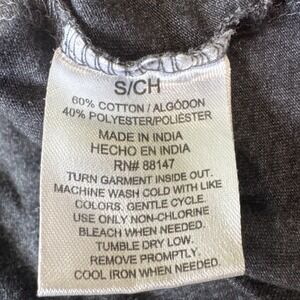 S/CH
60% COTTON / ALGÓDON
40% POLYESTER/POLIÉSTER
MADE IN INDIA
HECHO EN INDIA
RN# 88147
TURN GARMENT INSIDE OUT.
MACHINE WASH COLD WITH LIKE
COLORS. GENTLE CYCLE.
USE ONLY NON-CHLORINE
BLEACH WHEN NEEDED.
TUMBLE DRY LOW.
REMOVE PROMPTLY.
COOL IRON WHEN NEEDED.